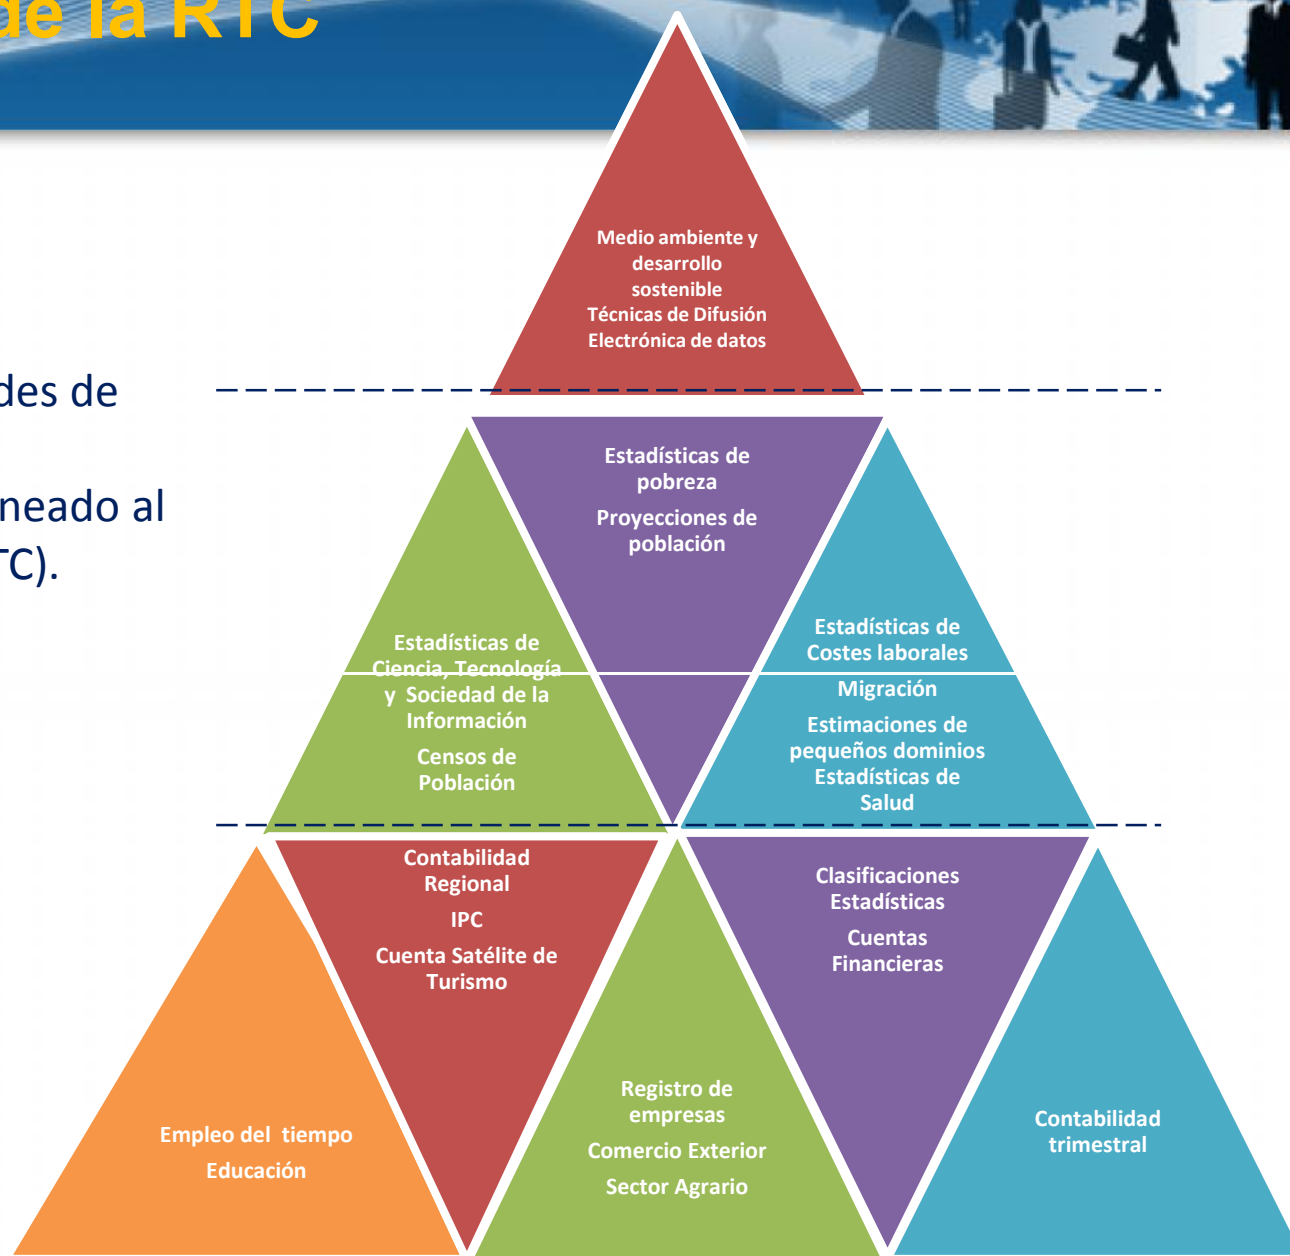 de la RTC
Medio ambiente y
desarrollo
sostenible
Técnicas de Difusión
Electrónica de datos
des de
neado al
TC).
Estadísticas de
pobreza
Proyecciones de
población
Estadísticas de
Ciencia, Tecnología
y Sociedad de la
Información
Censos de
Población
Estadísticas de
Costes laborales
Migración
Estimaciones de
pequeños dominios
Estadísticas de
Salud
Contabilidad
Regional
IPC
Cuenta Satélite de
Turismo
Clasificaciones
Estadísticas
Cuentas
Financieras
Empleo del tiempo
Educación
Registro de
empresas
Comercio Exterior
Sector Agrario
Contabilidad
trimestral